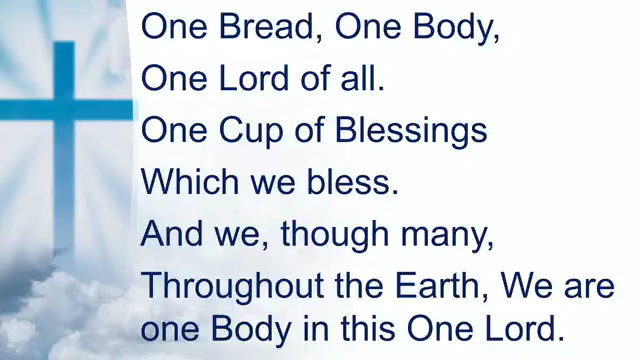 One Bread, One Body,
One Lord of all.
One Cup of Blessings
Which we bless.
And we, though many,
Throughout the Earth, We are
one Body in this One Lord.